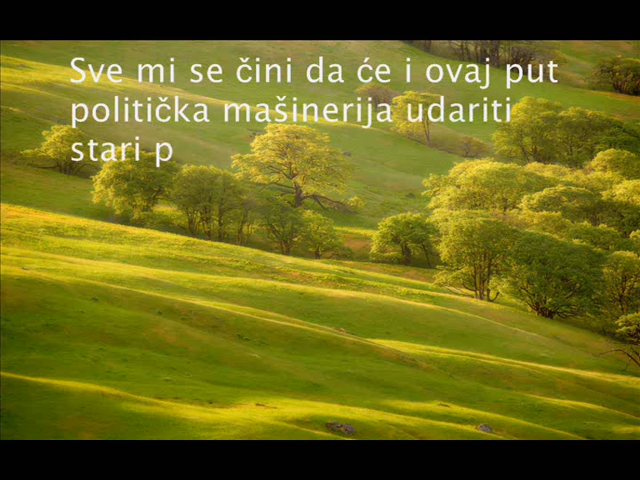 Sve mi se čini da će i ovaj put
politička mašinerija udariti
stari p